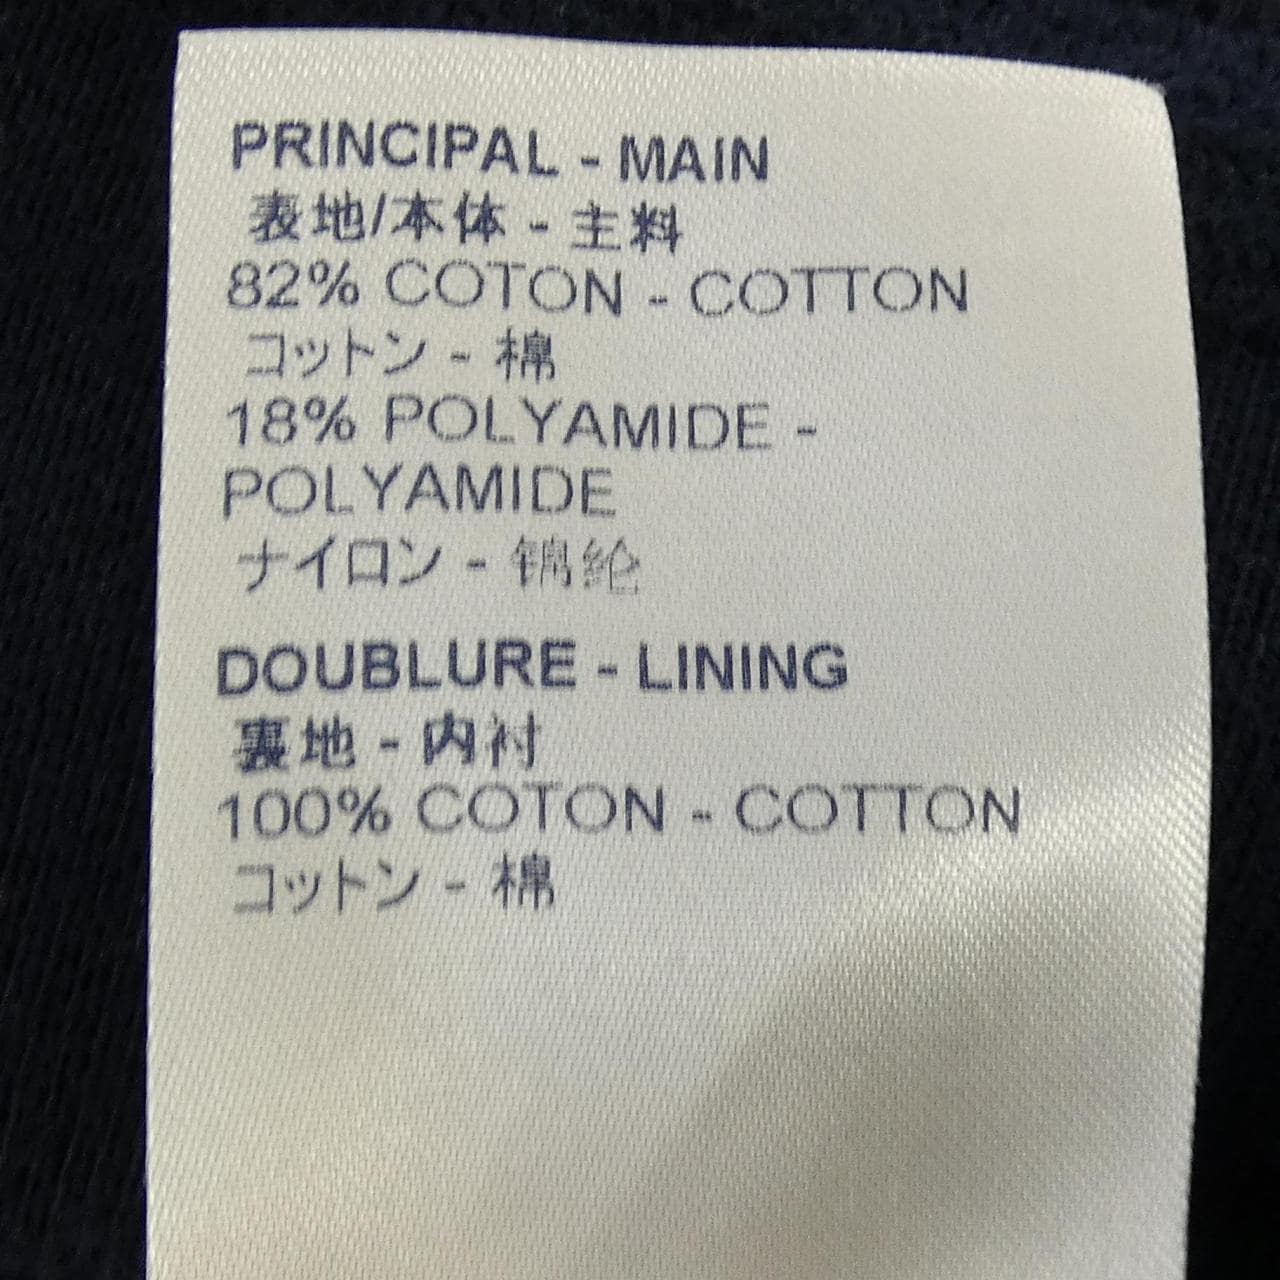 PRINCIPAL - MAIN
表地/本体 - 主料
82% COTON - COTTON
コットン - 棉
18% POLYAMIDE -
POLYAMIDE
ナイロン - 锦纶
DOUBLURE - LINING
裏地 - 内衬
100% COTON - COTTON
コットン - 棉